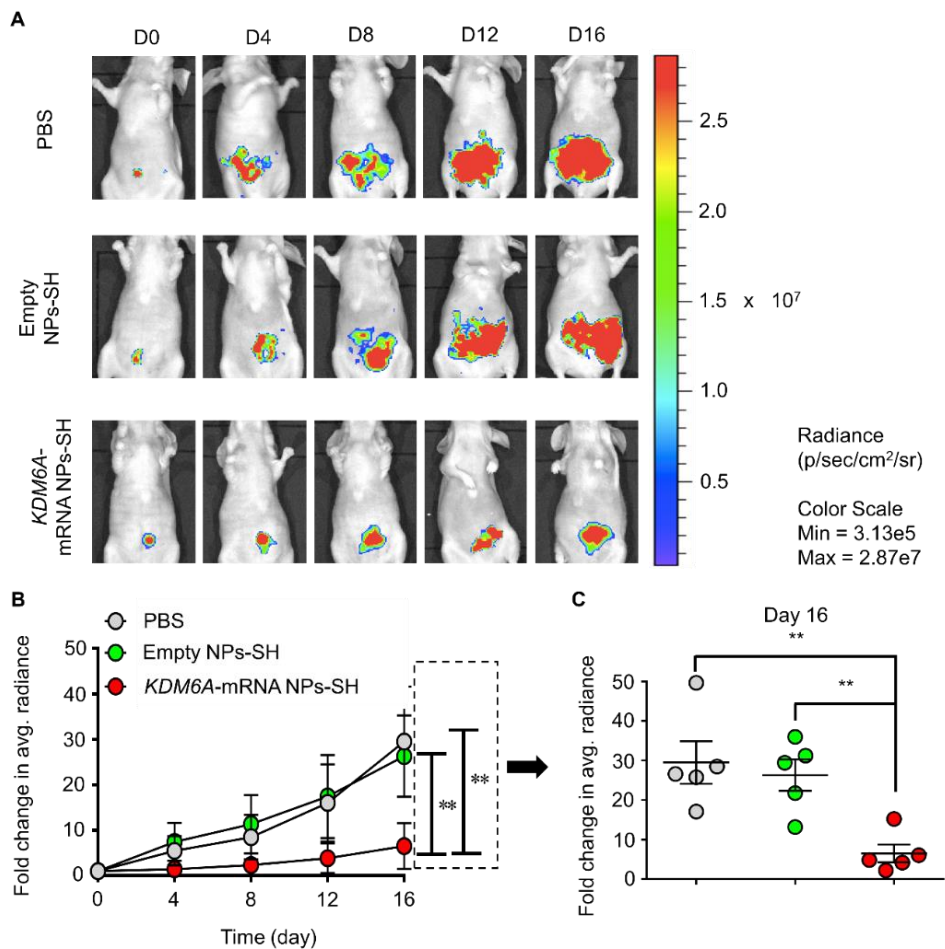 A
D0 D4 D8 D12 D16
PBS
Empty
NPs-SH
KDM6A-
mRNA NPs-SH
2.5
2.0
1.5 x 10⁷
1.0
0.5
Radiance
(p/sec/cm²/sr)
Color Scale
Min = 3.13e5
Max = 2.87e7
B
PBS
Empty NPs-SH
KDM6A-mRNA NPs-SH
Fold change in avg. radiance
50
40
30
20
10
0
0 4 8 12 16
Time (day)
**
**
C
Day 16
**
**
Fold change in avg. radiance
50
40
30
20
10
0